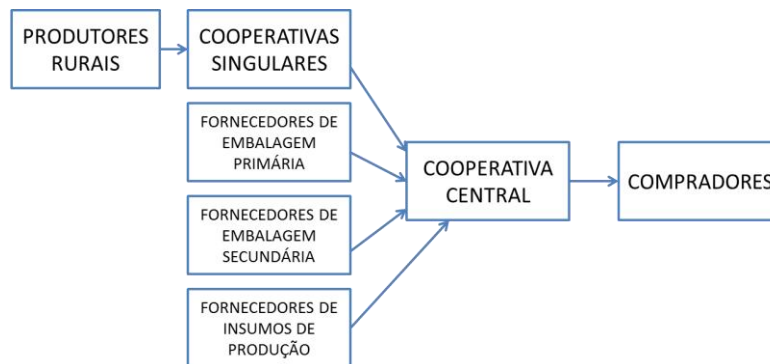 PRODUTORES
RURAIS
COOPERATIVAS
SINGULARES
FORNECEDORES DE
EMBALAGEM
PRIMÁRIA
FORNECEDORES DE
EMBALAGEM
SECUNDÁRIA
FORNECEDORES DE
INSUMOS DE
PRODUÇÃO
COOPERATIVA
CENTRAL
COMPRADORES